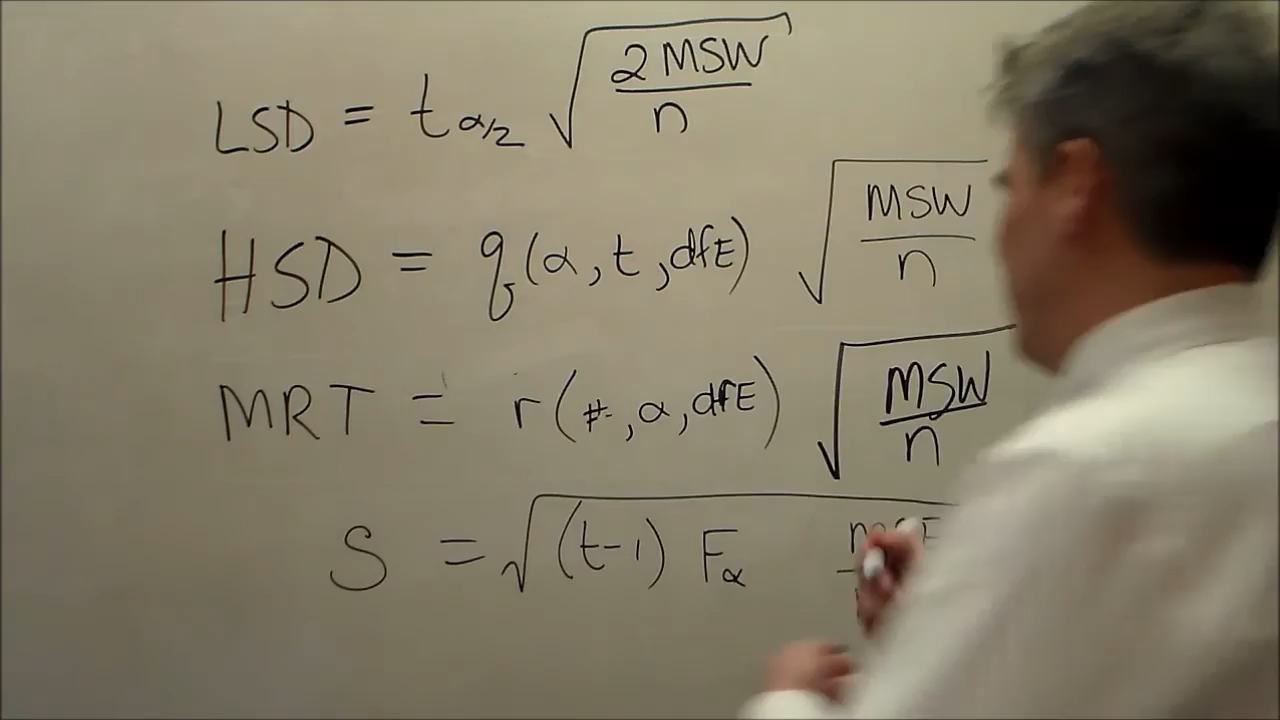 LSD = t α/2 √(2 MSW / n)
HSD = q(α, t, dfE) √(MSW / n)
MRT = r(#, α, dfE) √(MSW / n)
S = √(t-1) Fα